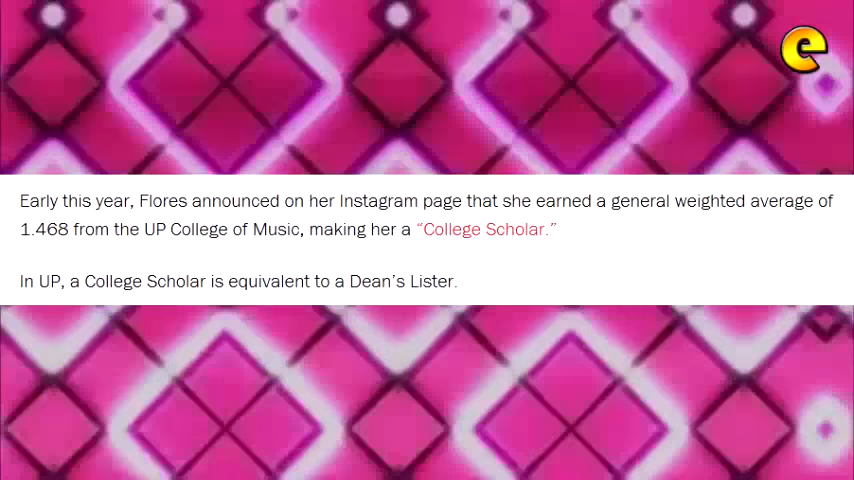 e
Early this year, Flores announced on her Instagram page that she earned a general weighted average of
1.468 from the UP College of Music, making her a “College Scholar.”
In UP, a College Scholar is equivalent to a Dean’s Lister.